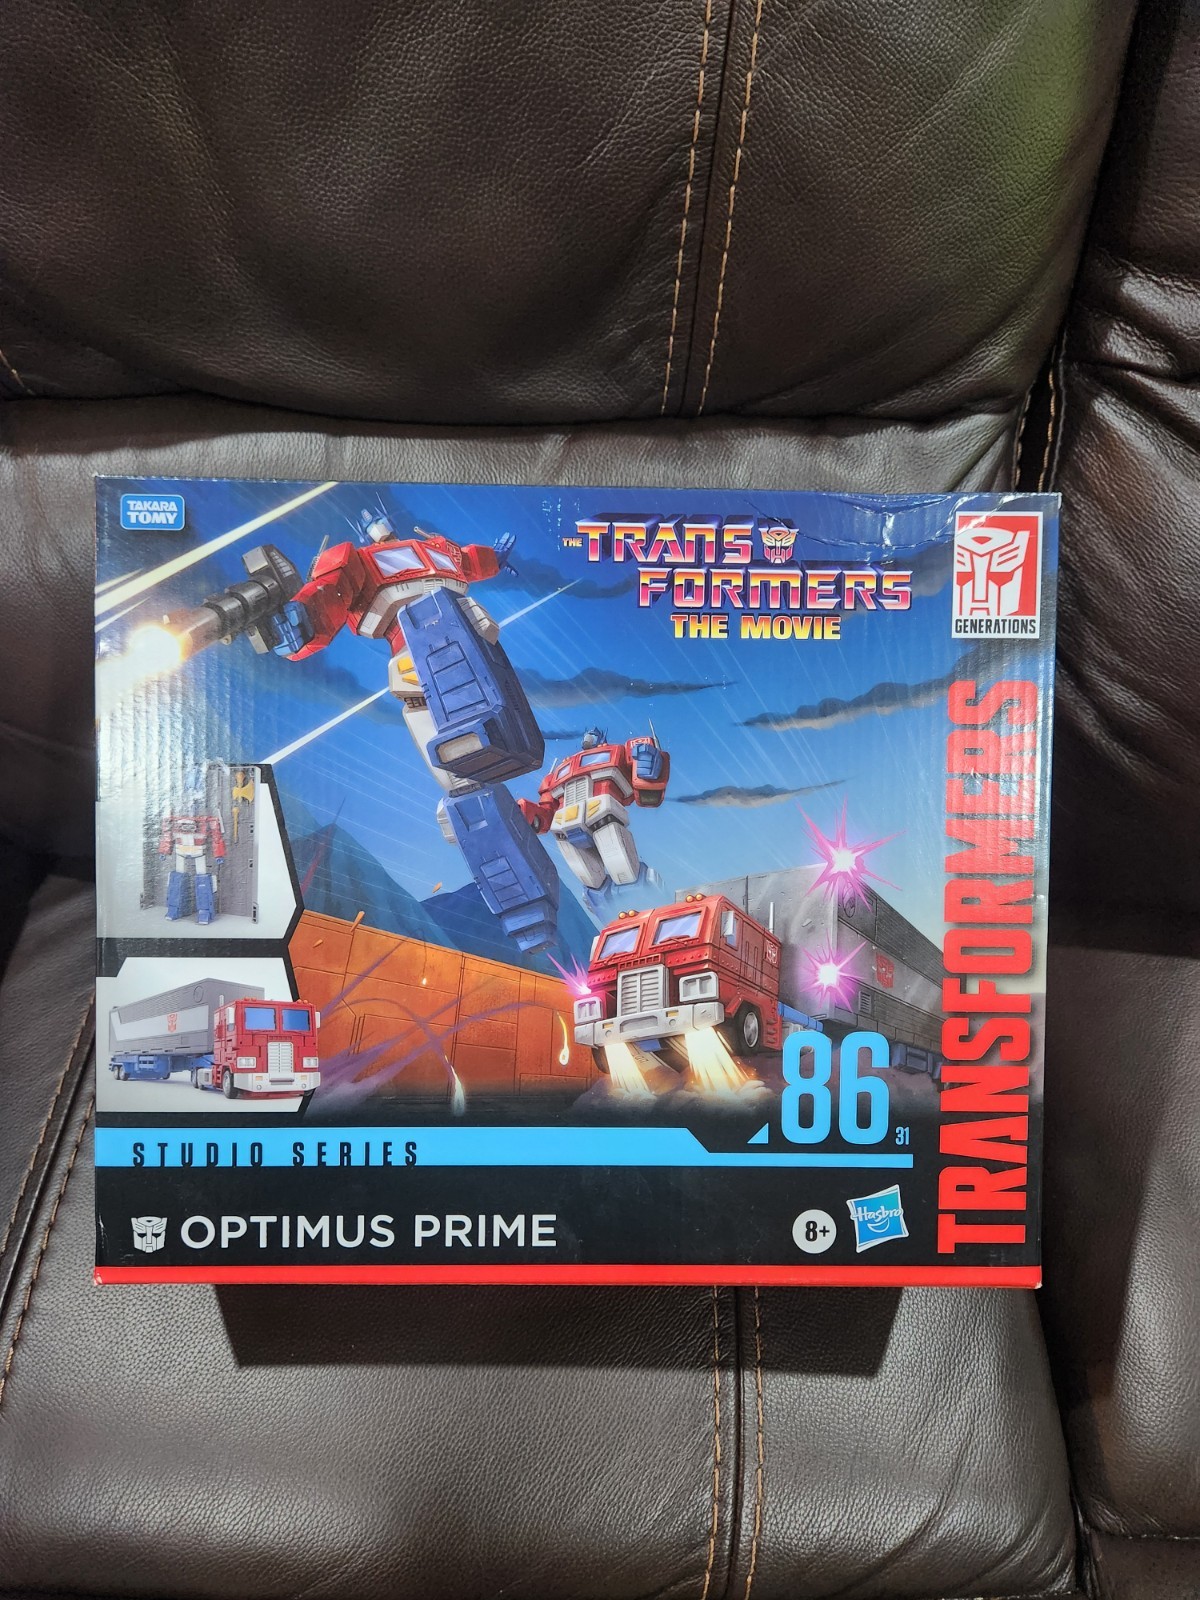 TAKARA
TOMY
THE TRANS
FORMERS
THE MOVIE
GENERATIONS
TRANSFORMERS
86
31
STUDIO SERIES
OPTIMUS PRIME
8+
Hasbro